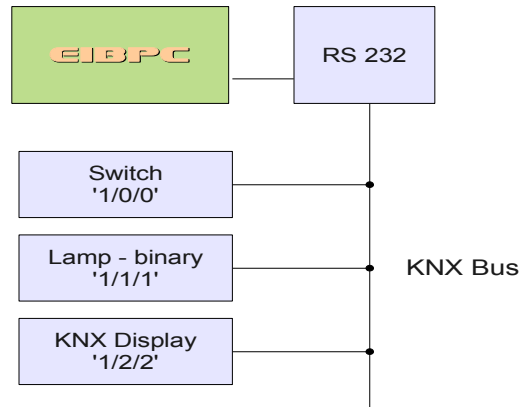 EIBPC
RS 232
Switch
'1/0/0'
Lamp - binary
'1/1/1'
KNX Bus
KNX Display
'1/2/2'